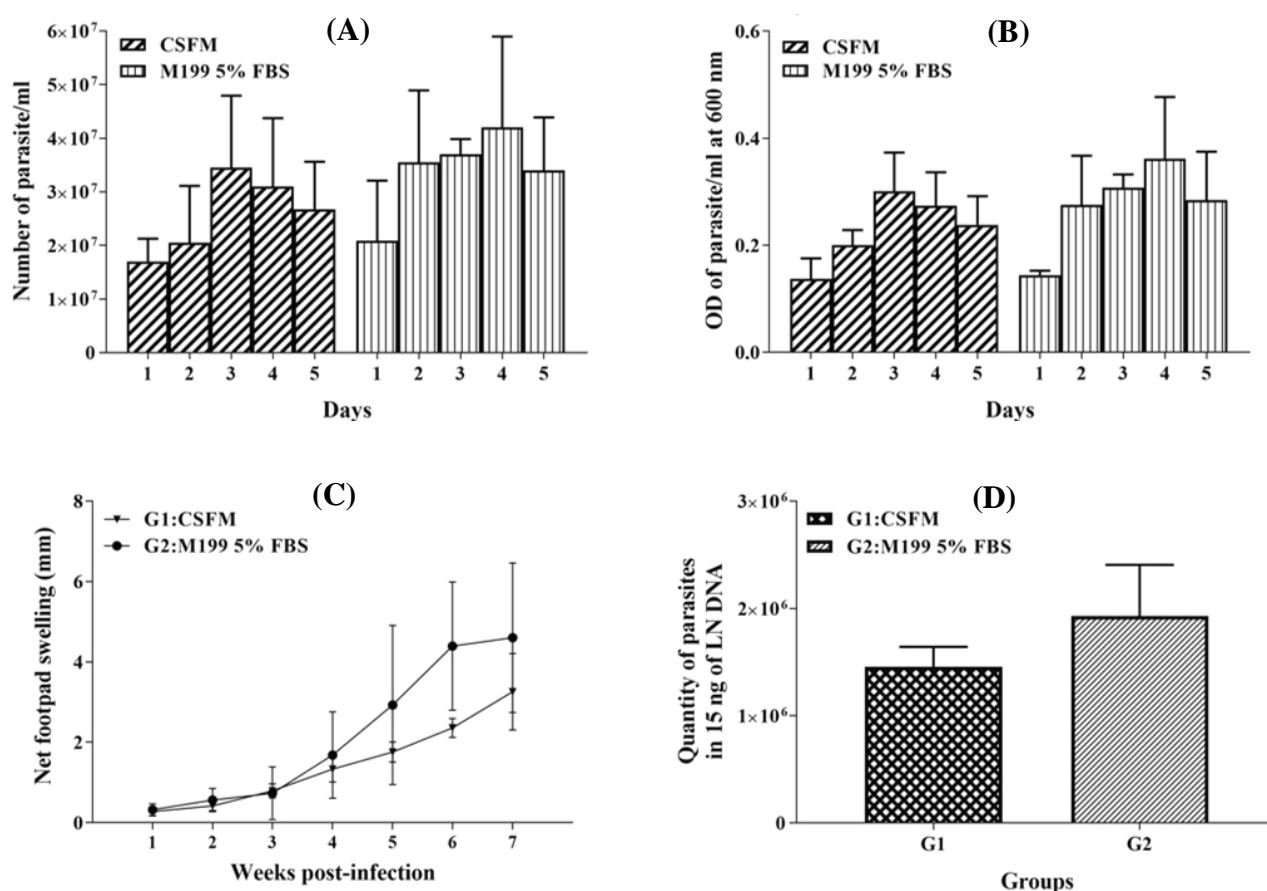 (A)
CSFM
M199 5% FBS
Number of parasite/ml
6×10⁷
5×10⁷
4×10⁷
3×10⁷
2×10⁷
1×10⁷
0
1 2 3 4 5 1 2 3 4 5
Days
(B)
CSFM
M199 5% FBS
OD of parasite/ml at 600 nm
0.6
0.4
0.2
0.0
1 2 3 4 5 1 2 3 4 5
Days
(C)
G1:CSFM
G2:M199 5% FBS
Net footpad swelling (mm)
8
6
4
2
0
1 2 3 4 5 6 7
Weeks post-infection
(D)
G1:CSFM
G2:M199 5% FBS
Quantity of parasites
in 15 ng of LN DNA
3×10⁶
2×10⁶
1×10⁶
0
G1 G2
Groups